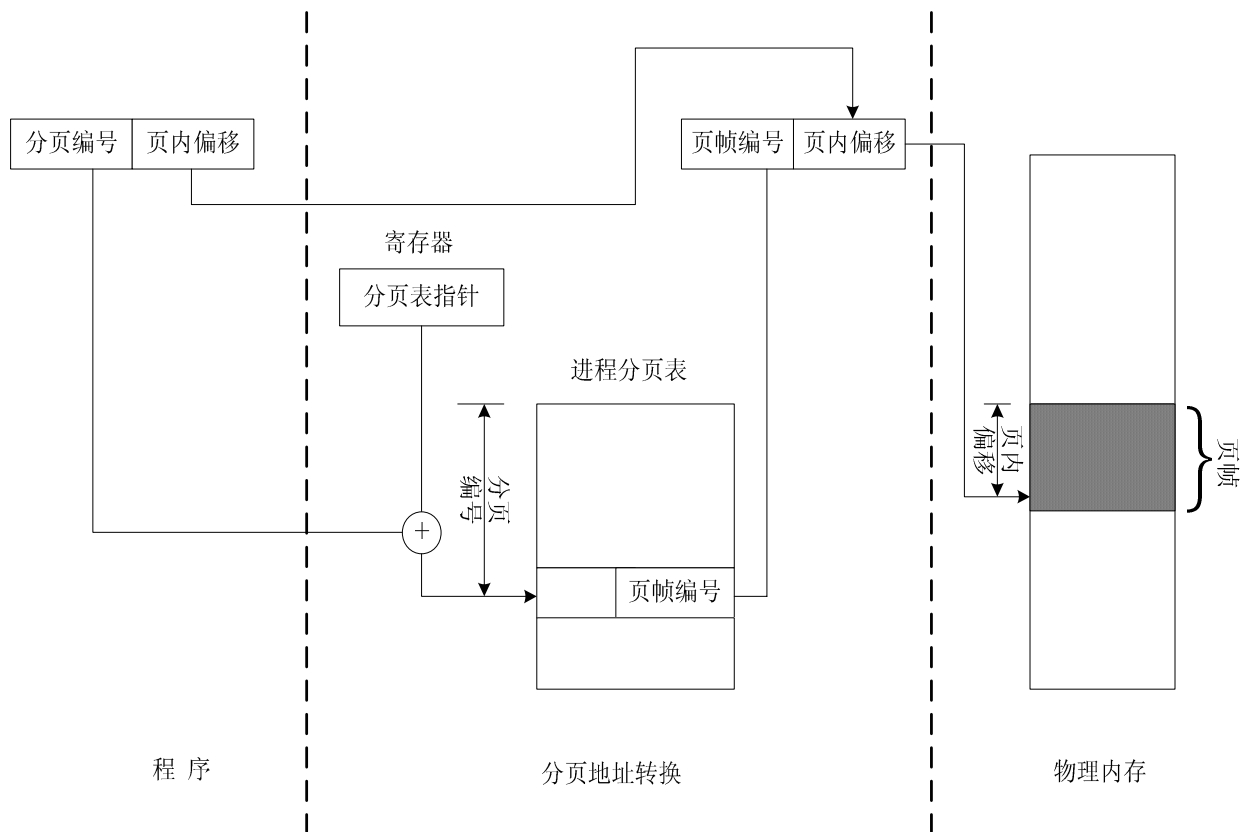 分页编号 页内偏移
页帧编号 页内偏移
寄存器
分页表指针
进程分页表
分页
编号
+
页帧编号
页内
偏移
页帧
程 序
分页地址转换
物理内存